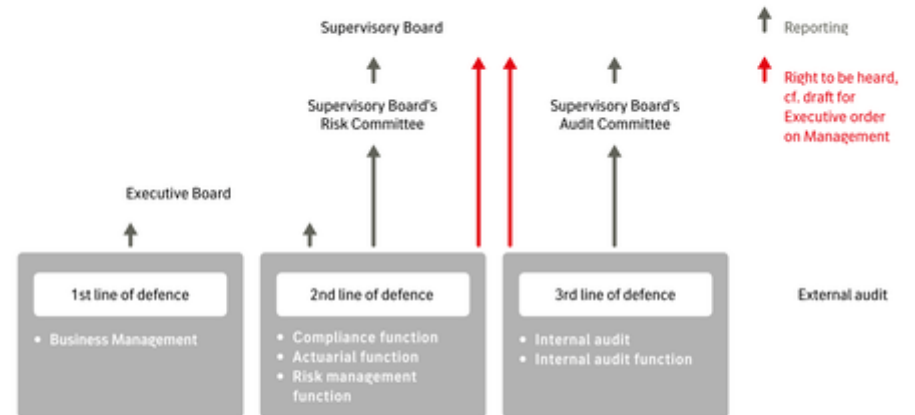 Supervisory Board
Reporting
Right to be heard,
cf. draft for
Executive order
on Management
Supervisory Board's
Risk Committee
Supervisory Board's
Audit Committee
Executive Board
1st line of defence
2nd line of defence
3rd line of defence
External audit
• Business Management
• Compliance function
• Actuarial function
• Risk management
function
• Internal audit
• Internal audit function